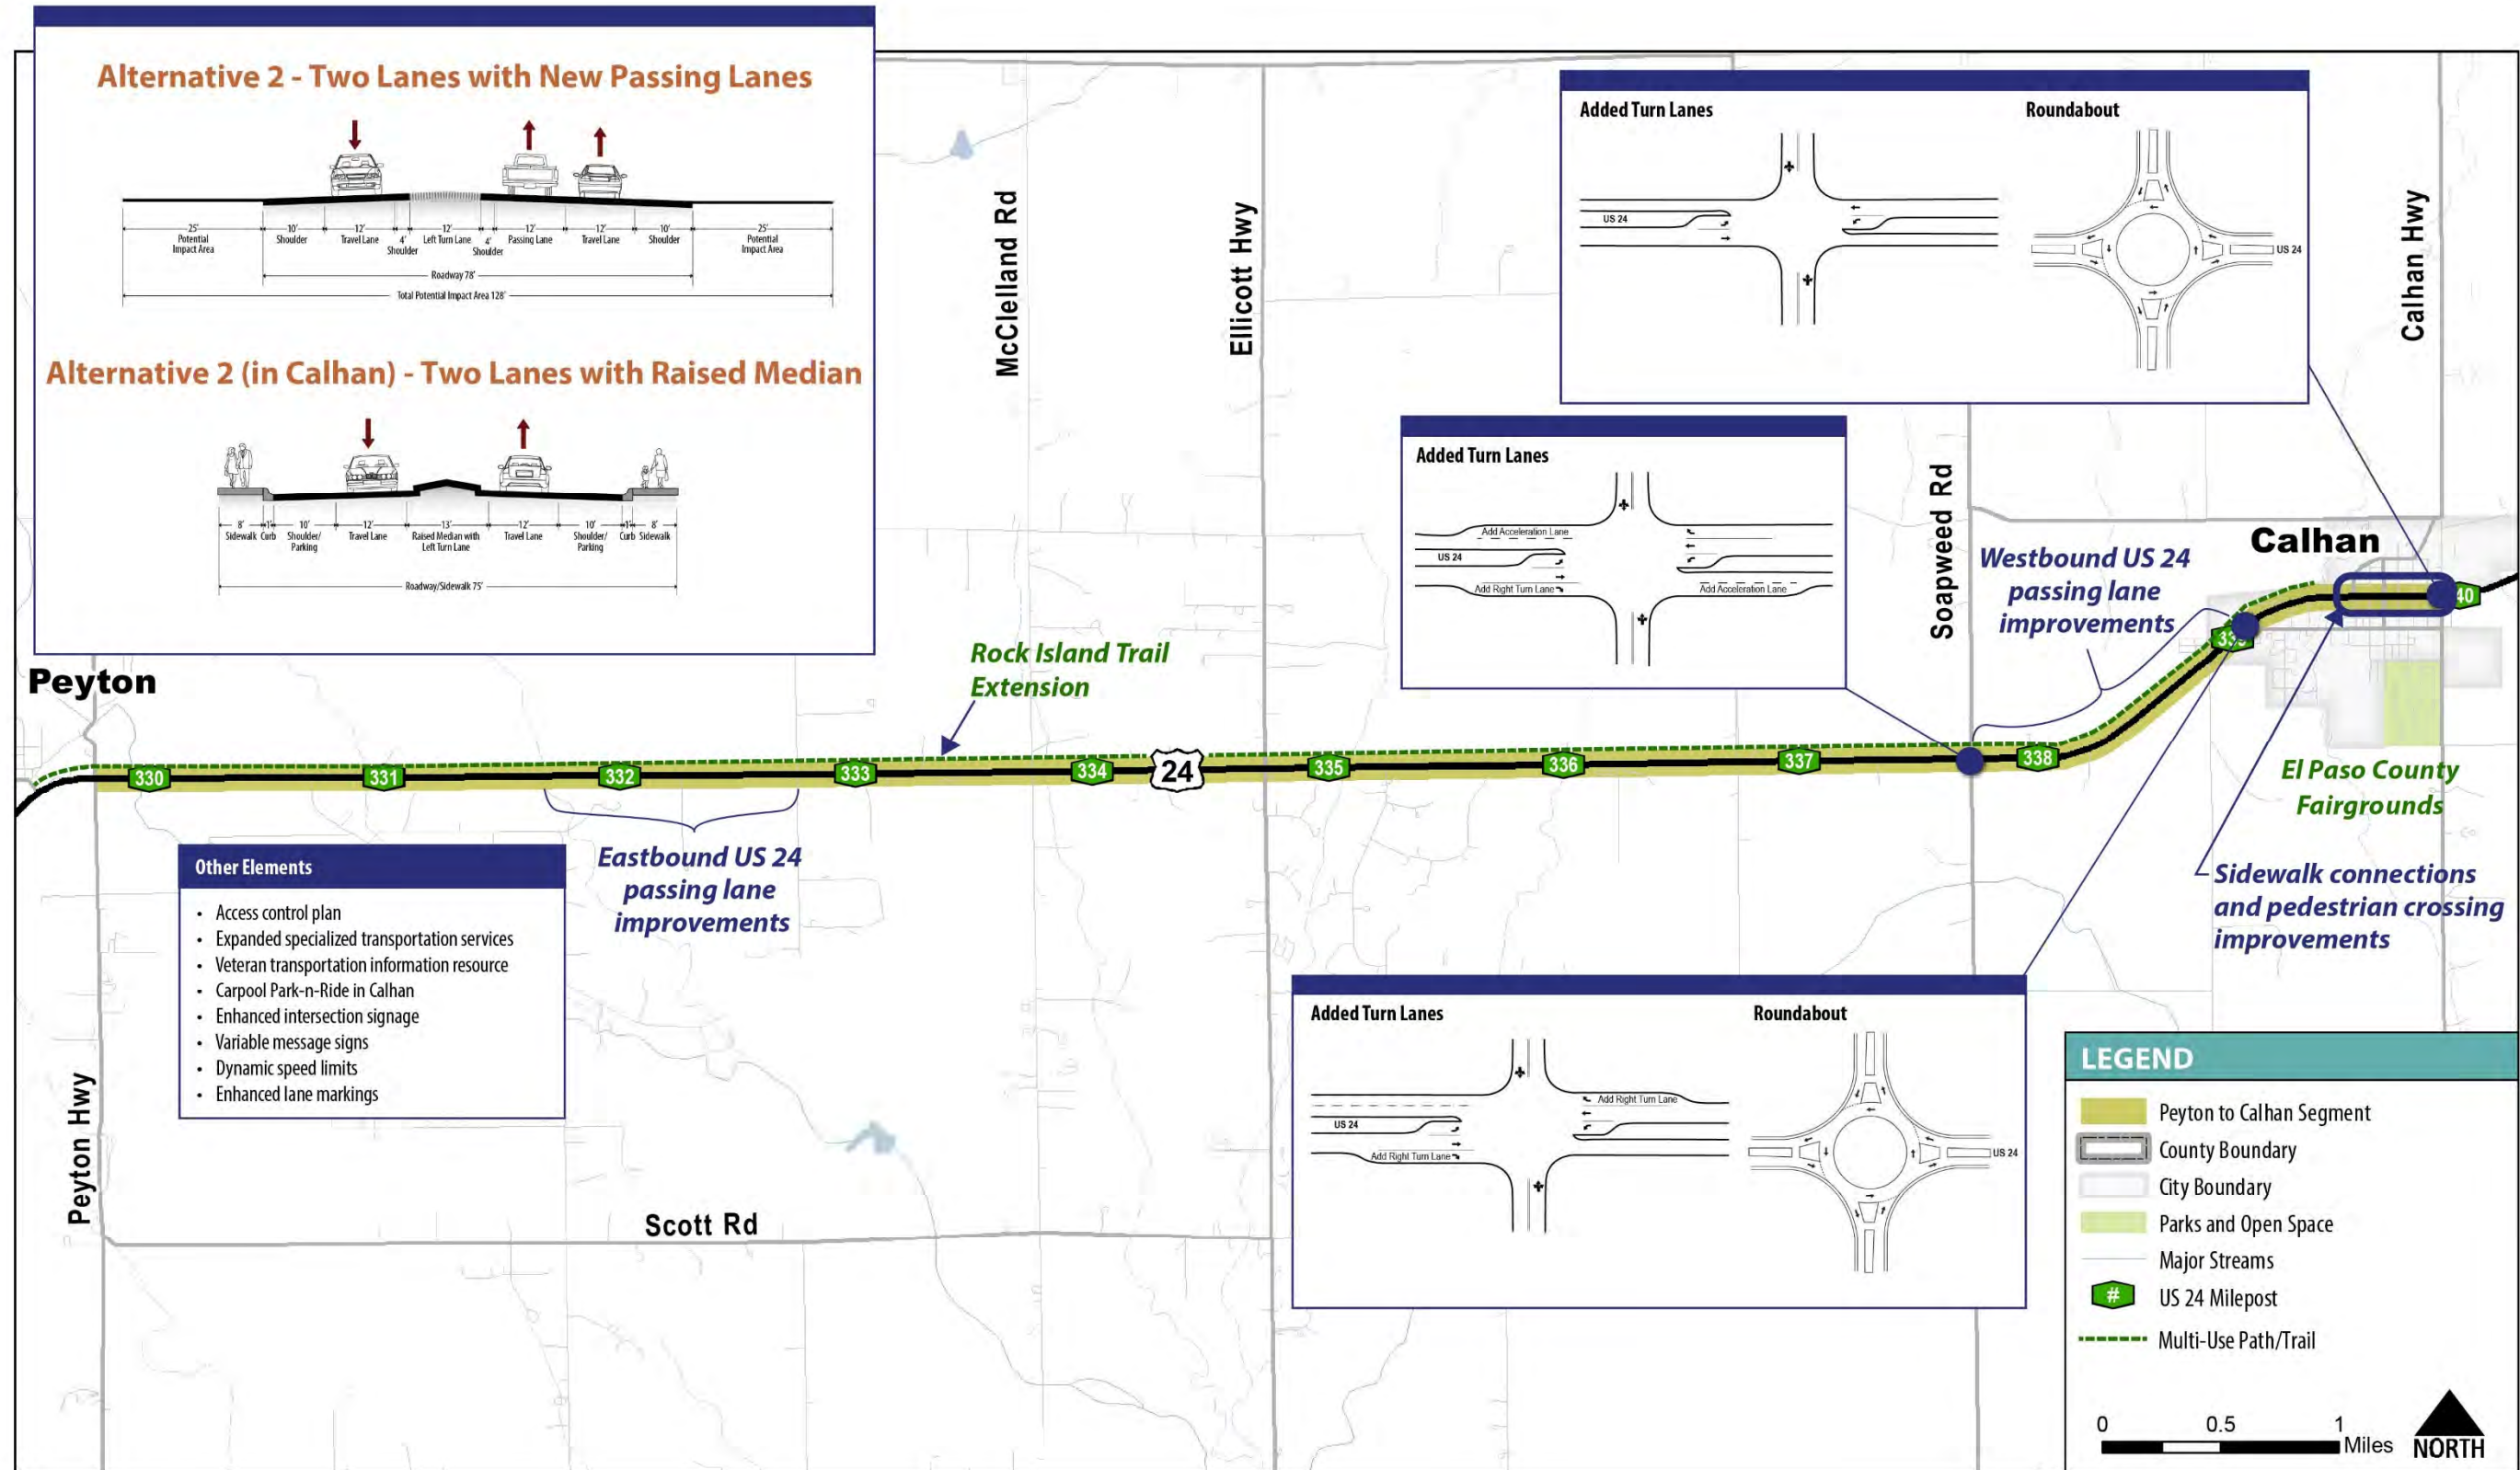 Alternative 2 - Two Lanes with New Passing Lanes
25' 10' 12' 4' 12' 4' 12' 12' 10' 25'
Potential Impact Area
Shoulder
Travel Lane
Shoulder
Left Turn Lane
Shoulder
Passing Lane
Travel Lane
Shoulder
Potential Impact Area
Roadway 78'
Total Potential Impact Area 128'
Alternative 2 (in Calhan) - Two Lanes with Raised Median
8' 1' 10' 12' 13' 12' 10' 1' 8'
Sidewalk
Curb
Shoulder/
Parking
Travel Lane
Raised Median with
Left Turn Lane
Travel Lane
Shoulder/
Parking
Curb
Sidewalk
Roadway/Sidewalk 75'
McClelland Rd
Ellicott Hwy
Added Turn Lanes
US 24
Roundabout
US 24
Calhan Hwy
Added Turn Lanes
Add Acceleration Lane
US 24
Add Right Turn Lane
Add Acceleration Lane
Soapweed Rd
Westbound US 24
passing lane
improvements
Calhan
Peyton
Rock Island Trail
Extension
330
331
332
333
334
24
335
336
337
338
40
El Paso County
Fairgrounds
Sidewalk connections
and pedestrian crossing
improvements
Eastbound US 24
passing lane
improvements
Other Elements
• Access control plan
• Expanded specialized transportation services
• Veteran transportation information resource
• Carpool Park-n-Ride in Calhan
• Enhanced intersection signage
• Variable message signs
• Dynamic speed limits
• Enhanced lane markings
Peyton Hwy
Scott Rd
Added Turn Lanes
Add Right Turn Lane
US 24
Add Right Turn Lane
Roundabout
US 24
LEGEND
Peyton to Calhan Segment
County Boundary
City Boundary
Parks and Open Space
Major Streams
# US 24 Milepost
Multi-Use Path/Trail
0 0.5 1
Miles
NORTH